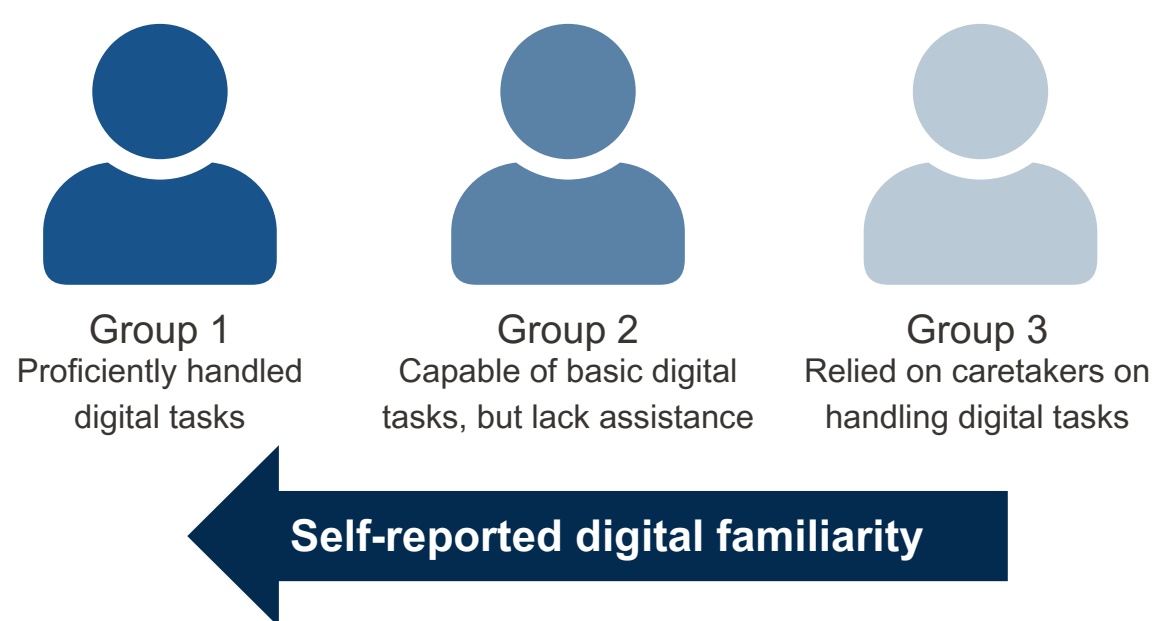 Group 1
Proficiently handled
digital tasks
Group 2
Capable of basic digital
tasks, but lack assistance
Group 3
Relied on caretakers on
handling digital tasks
Self-reported digital familiarity